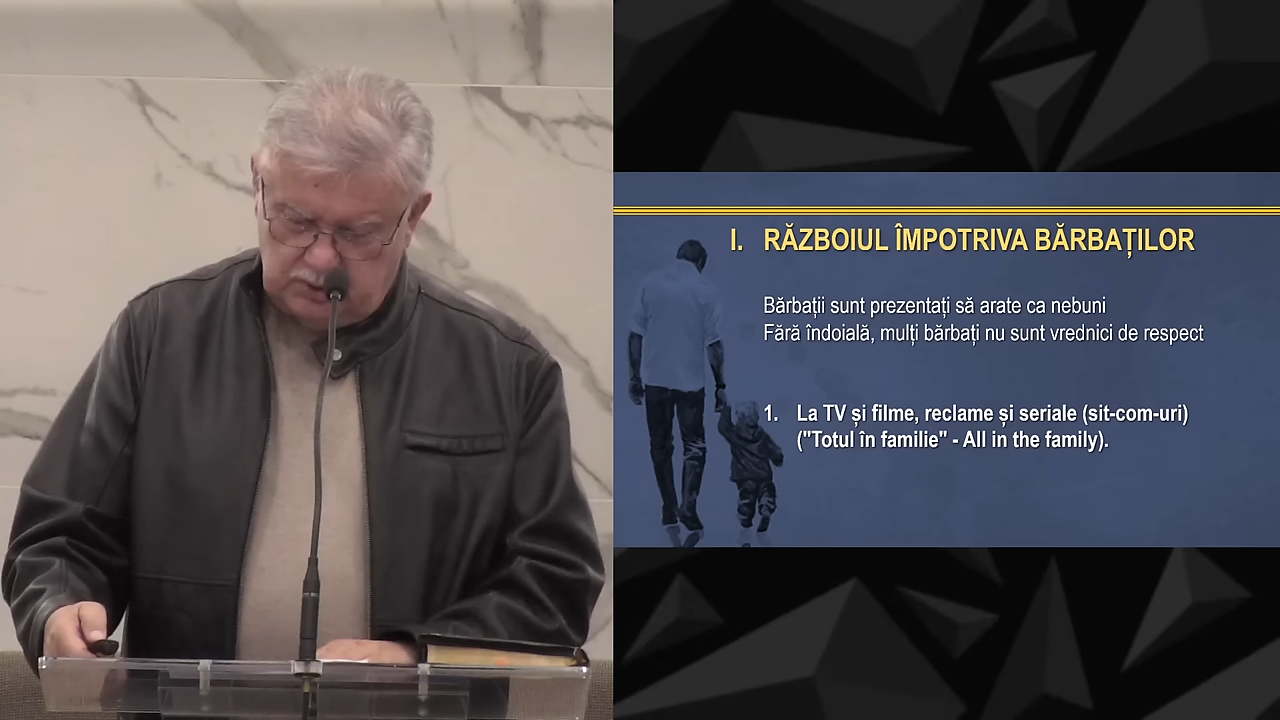 I. RĂZBOIUL ÎMPOTRIVA BĂRBAȚILOR
Bărbații sunt prezentați să arate ca nebuni
Fără îndoială, mulți bărbați nu sunt vrednici de respect
1. La TV și filme, reclame și seriale (sit-com-uri)
("Totul în familie" - All in the family).